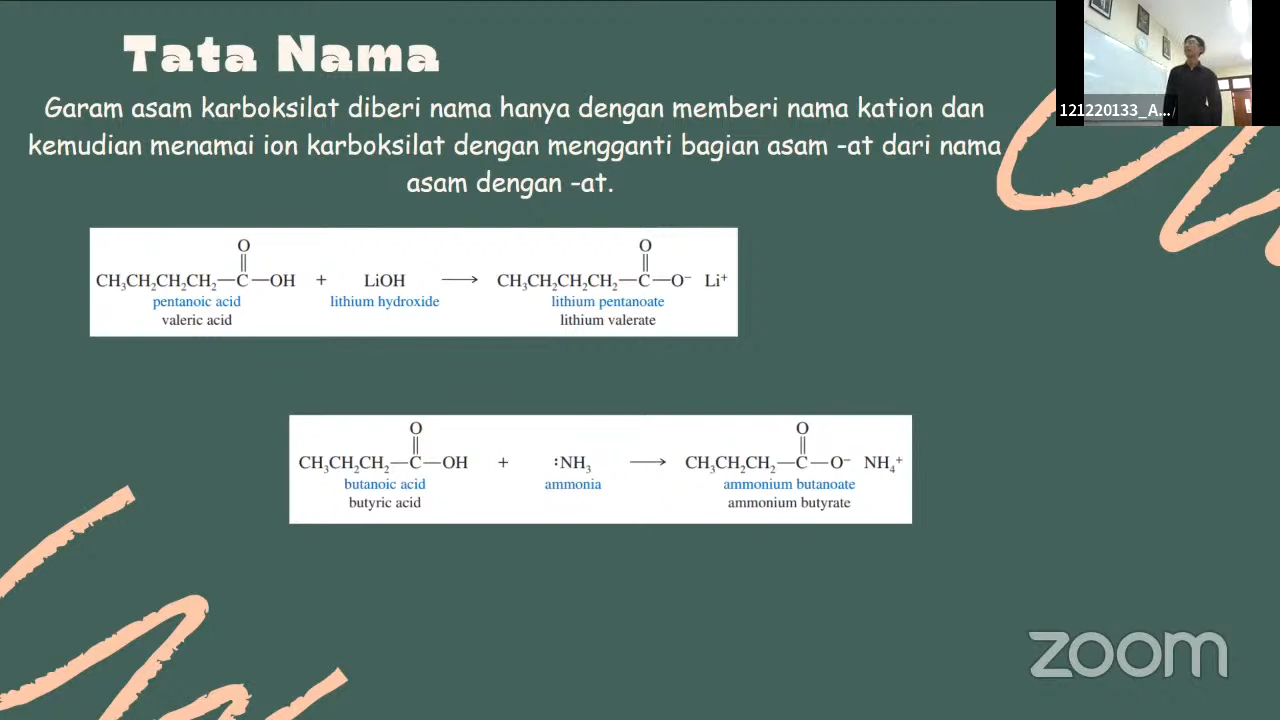 Tata Nama
Garam asam karboksilat diberi nama hanya dengan memberi nama kation dan
kemudian menamai ion karboksilat dengan mengganti bagian asam -at dari nama
asam dengan -at.
121220133_A...
O
CH₃CH₂CH₂CH₂—C—OH + LiOH ⟶
pentanoic acid lithium hydroxide
valeric acid
O
CH₃CH₂CH₂CH₂—C—O⁻ Li⁺
lithium pentanoate
lithium valerate
O
CH₃CH₂CH₂—C—OH + :NH₃ ⟶
butanoic acid ammonia
butyric acid
O
CH₃CH₂CH₂—C—O⁻ NH₄⁺
ammonium butanoate
ammonium butyrate
zoom